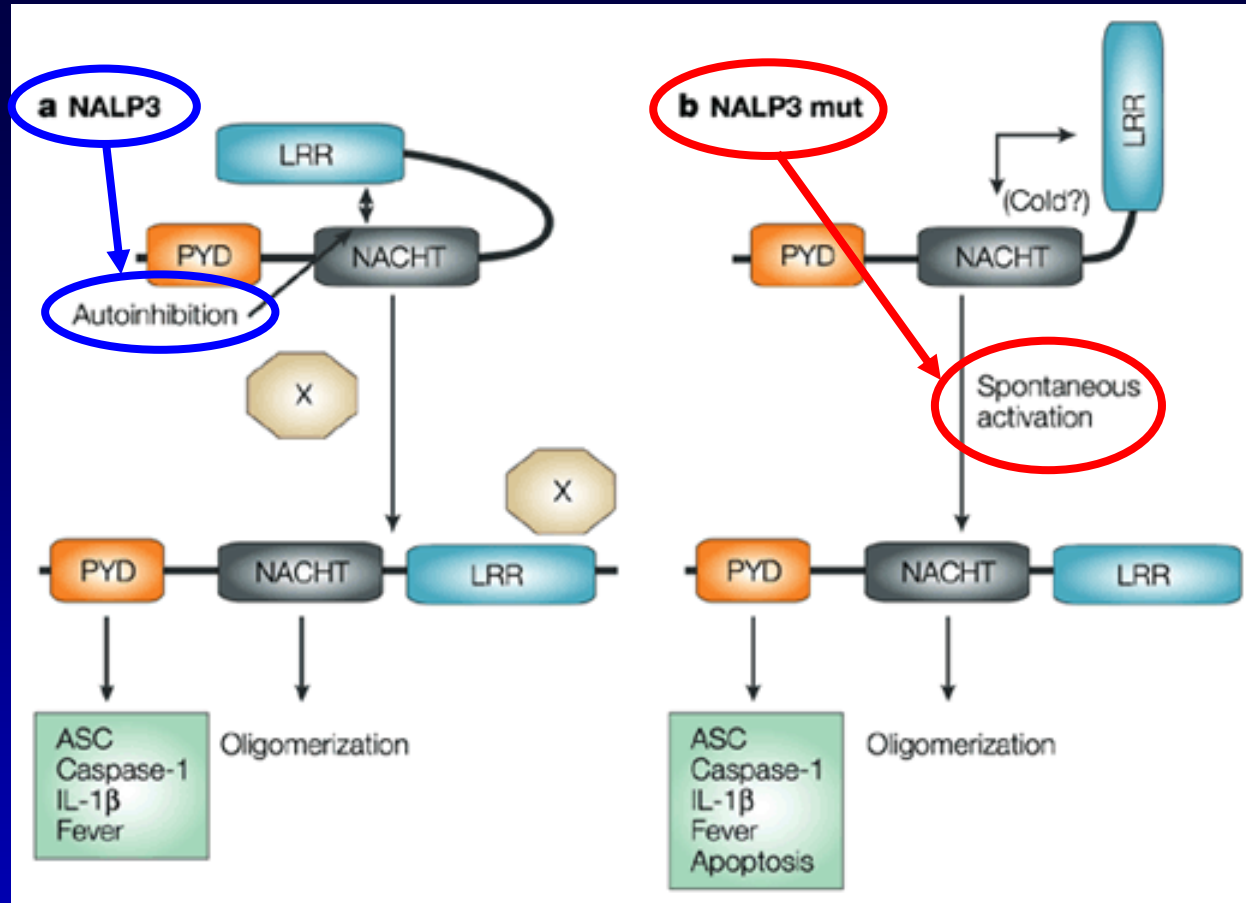 a NALP3
LRR
PYD
NACHT
Autoinhibition
X
X
PYD
NACHT
LRR
ASC
Caspase-1
IL-1β
Fever
Oligomerization
b NALP3 mut
LRR
(Cold?)
PYD
NACHT
Spontaneous
activation
PYD
NACHT
LRR
ASC
Caspase-1
IL-1β
Fever
Apoptosis
Oligomerization